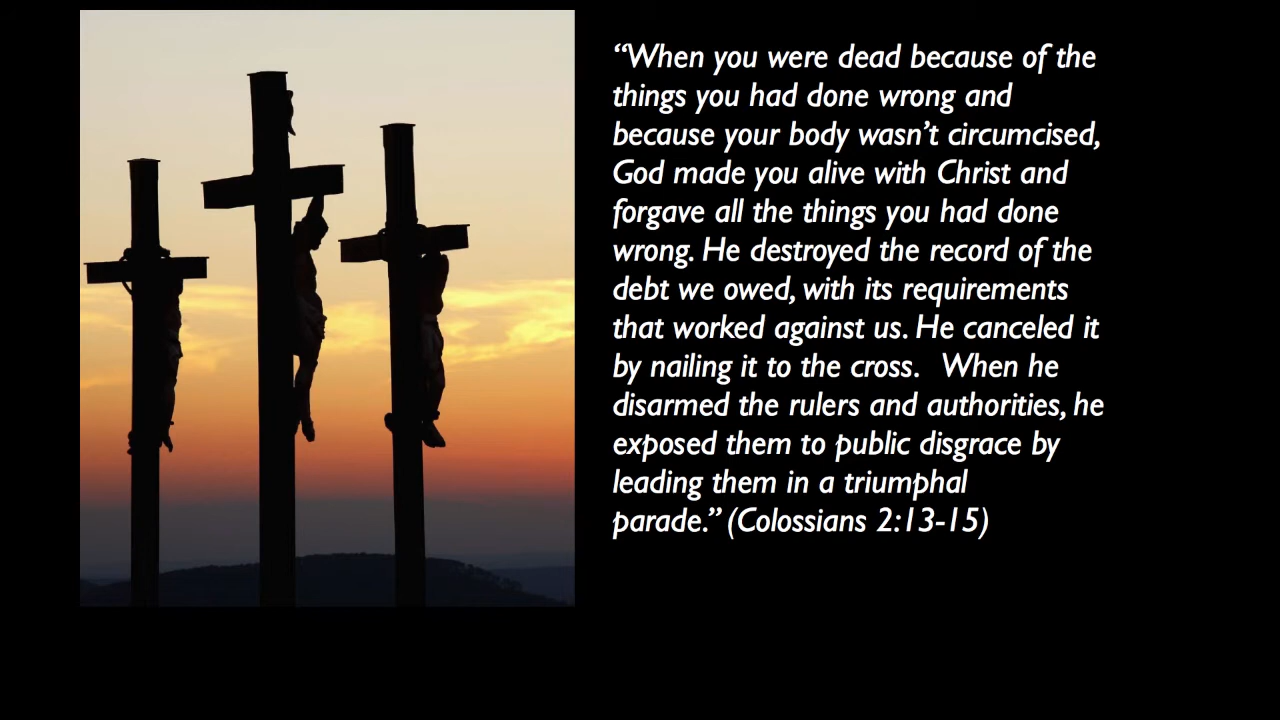 “When you were dead because of the
things you had done wrong and
because your body wasn’t circumcised,
God made you alive with Christ and
forgave all the things you had done
wrong. He destroyed the record of the
debt we owed, with its requirements
that worked against us. He canceled it
by nailing it to the cross.   When he
disarmed the rulers and authorities, he
exposed them to public disgrace by
leading them in a triumphal
parade.” (Colossians 2:13-15)